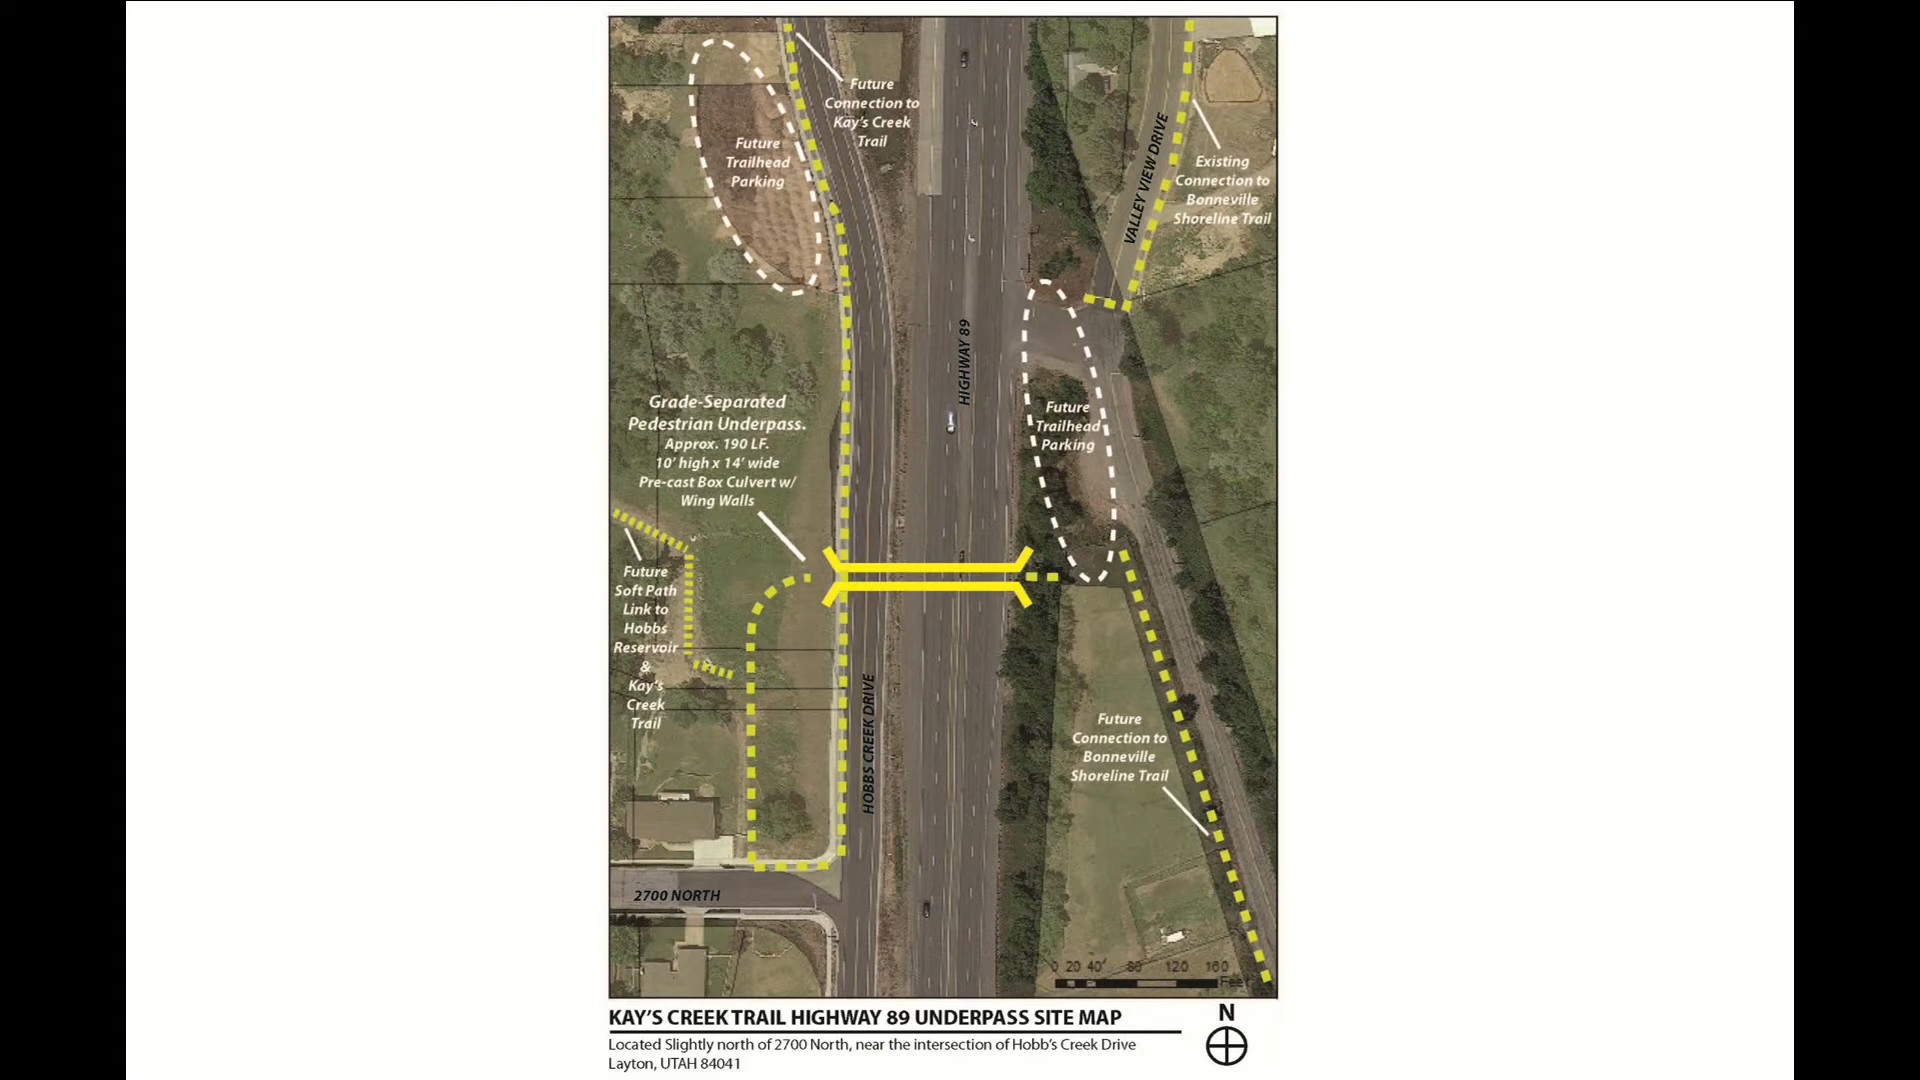 Future
Connection to
Kay's Creek
Trail
Future
Trailhead
Parking
VALLEY VIEW DRIVE
Existing
Connection to
Bonneville
Shoreline Trail
HIGHWAY 89
Grade-Separated
Pedestrian Underpass.
Approx. 190 LF.
10' high x 14' wide
Pre-cast Box Culvert w/
Wing Walls
Future
Trailhead
Parking
Future
Soft Path
Link to
Hobbs
Reservoir
&
Kay's
Creek
Trail
HOBBS CREEK DRIVE
Future
Connection to
Bonneville
Shoreline Trail
2700 NORTH
0 20 40' 80 120 160
Feet
KAY'S CREEK TRAIL HIGHWAY 89 UNDERPASS SITE MAP
Located Slightly north of 2700 North, near the intersection of Hobb's Creek Drive
Layton, UTAH 84041
N